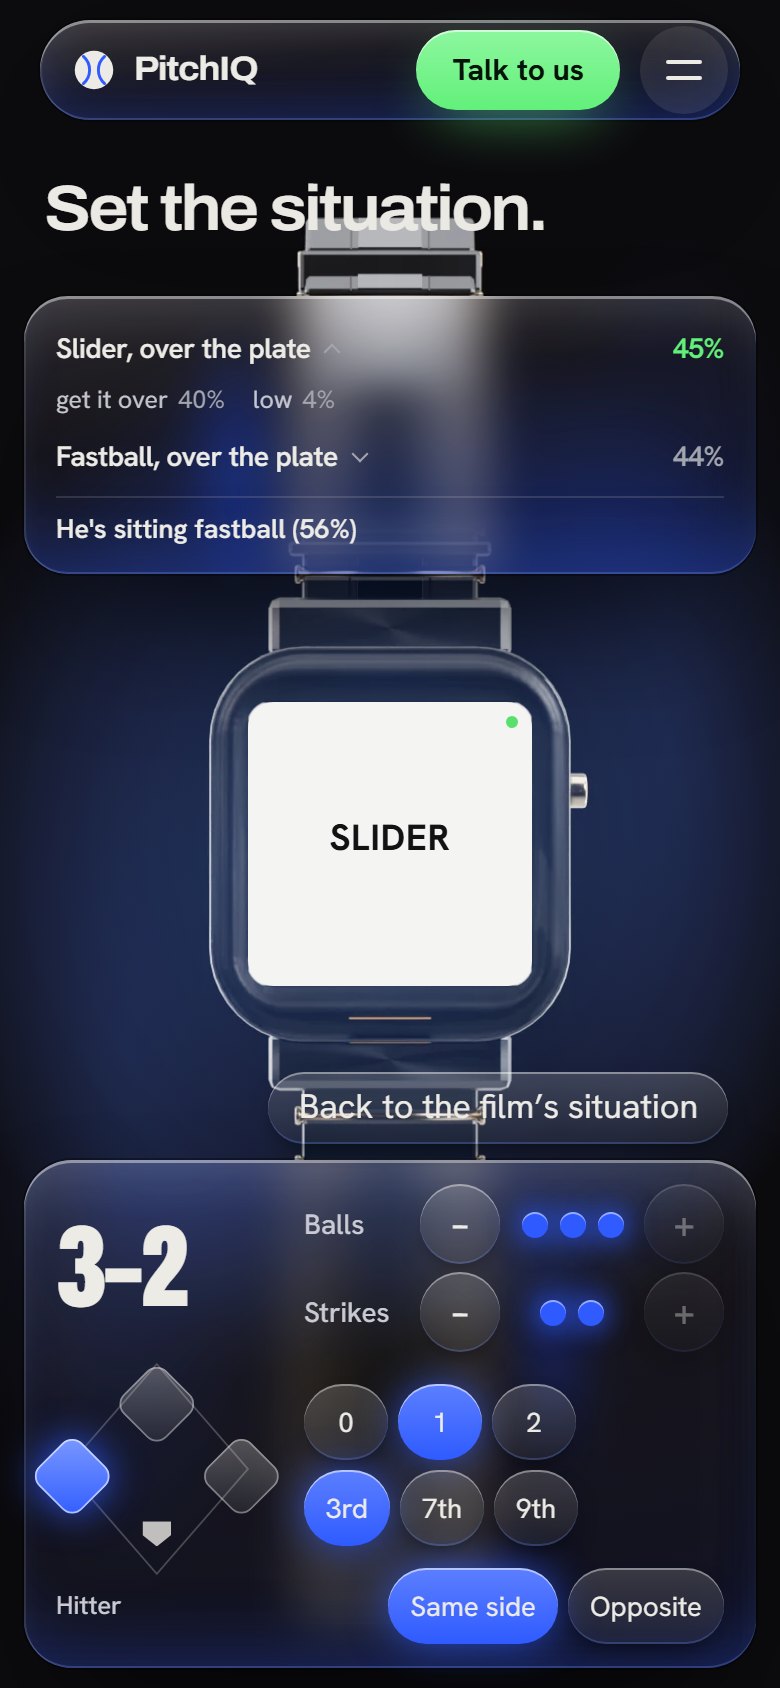 PitchIQ
Talk to us
Set the situation.
Slider, over the plate 45%
get it over 40% low 4%
Fastball, over the plate 44%
He's sitting fastball (56%)
SLIDER
Back to the film’s situation
3–2
Balls − +
Strikes − +
0 1 2
3rd 7th 9th
Hitter Same side Opposite